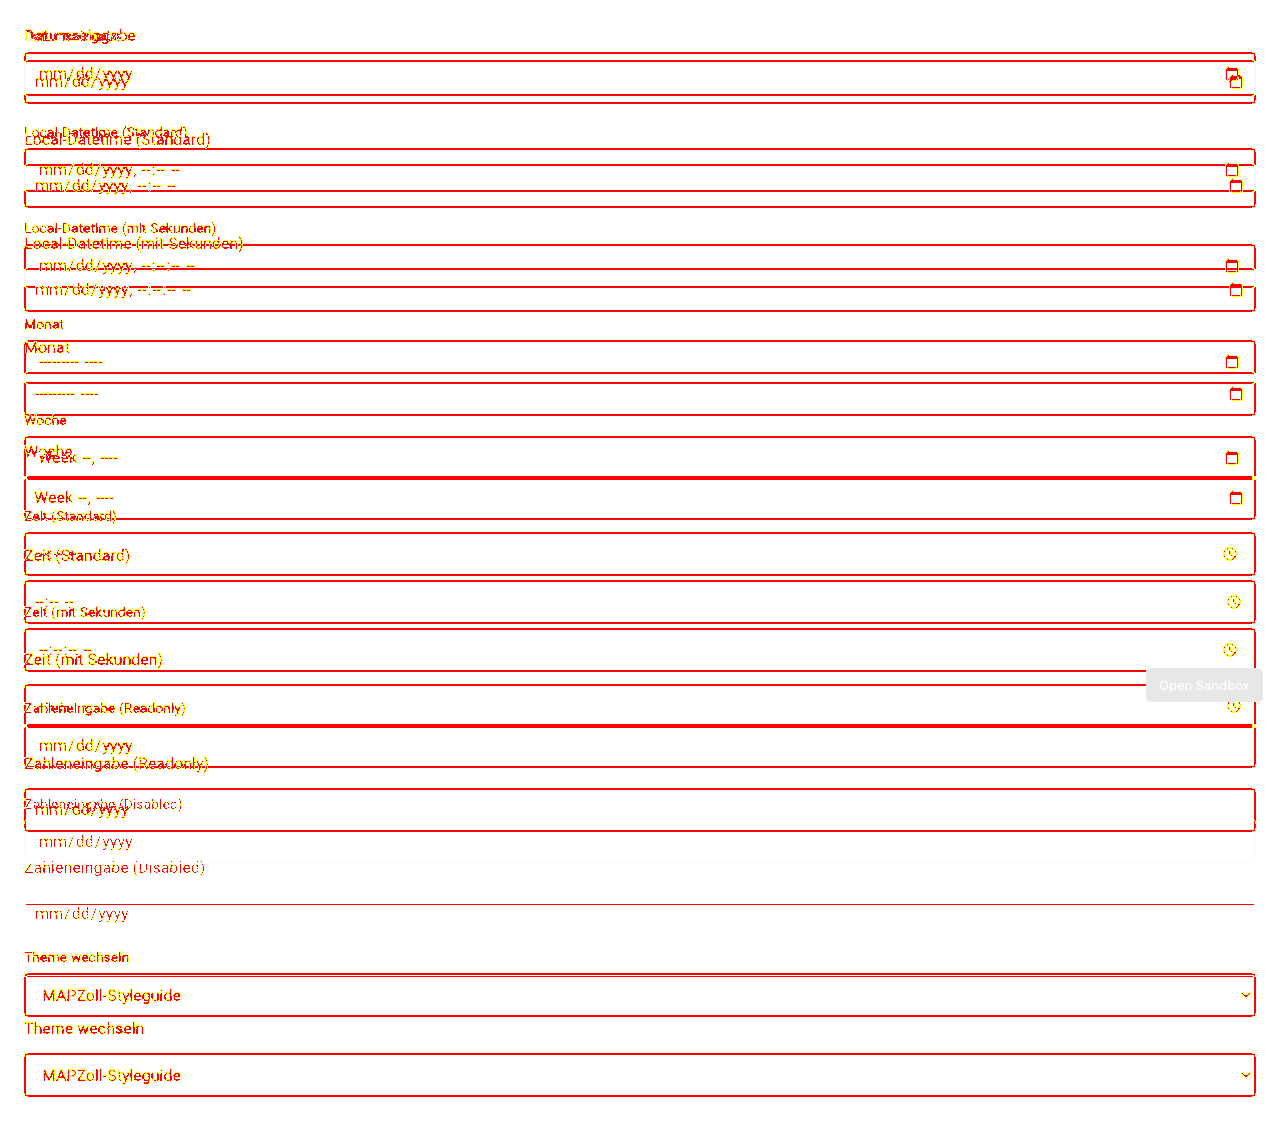 Datumseingabe
mm/dd/yyyy
mm/dd/yyyy
Local-Datetime (Standard)
Local-Datetime (Standard)
mm/dd/yyyy, --:-- --
mm/dd/yyyy, --:-- --
Local-Datetime (mit Sekunden)
Local-Datetime (mit Sekunden)
mm/dd/yyyy, --:--:-- --
mm/dd/yyyy, --:--:-- --
Monat
Monat
--------- ----
--------- ----
Woche
Woche
Week --, ----
Week --, ----
Zeit (Standard)
Zeit (Standard)
--:-- --
Zeit (mit Sekunden)
--:--:-- --
Zeit (mit Sekunden)
Open Sandbox
Zahleneingabe (Readonly)
mm/dd/yyyy
Zahleneingabe (Readonly)
Zahleneingabe (Disabled)
mm/dd/yyyy
mm/dd/yyyy
Zahleneingabe (Disabled)
mm/dd/yyyy
Theme wechseln
MAPZoll-Styleguide
Theme wechseln
MAPZoll-Styleguide